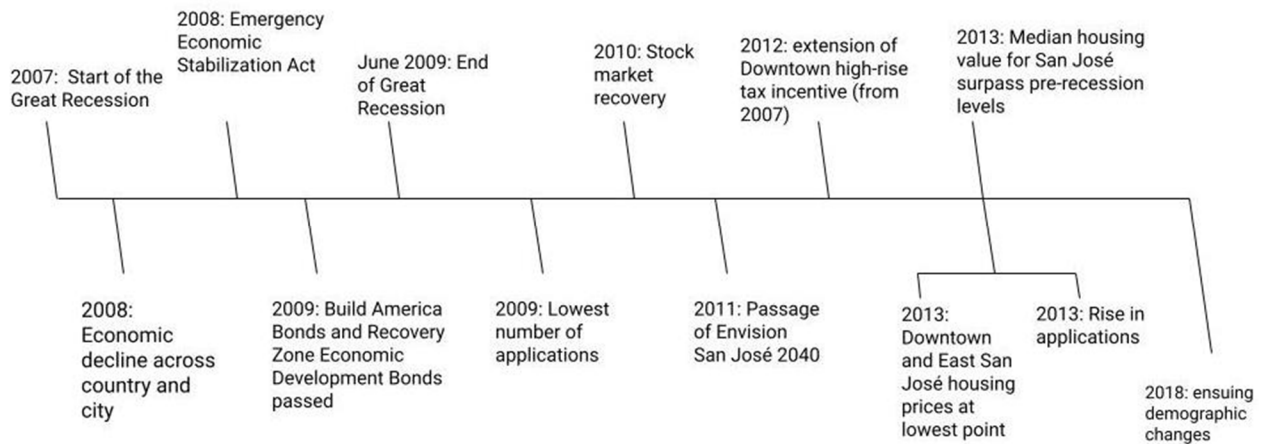 2007:  Start of the
Great Recession
2008: Emergency
Economic
Stabilization Act
June 2009: End
of Great
Recession
2010: Stock
market
recovery
2012: extension of
Downtown high-rise
tax incentive (from
2007)
2013: Median housing
value for San José
surpass pre-recession
levels
2008:
Economic
decline across
country and
city
2009: Build America
Bonds and Recovery
Zone Economic
Development Bonds
passed
2009: Lowest
number of
applications
2011: Passage
of Envision
San José 2040
2013:
Downtown
and East San
José housing
prices at
lowest point
2013: Rise in
applications
2018: ensuing
demographic
changes